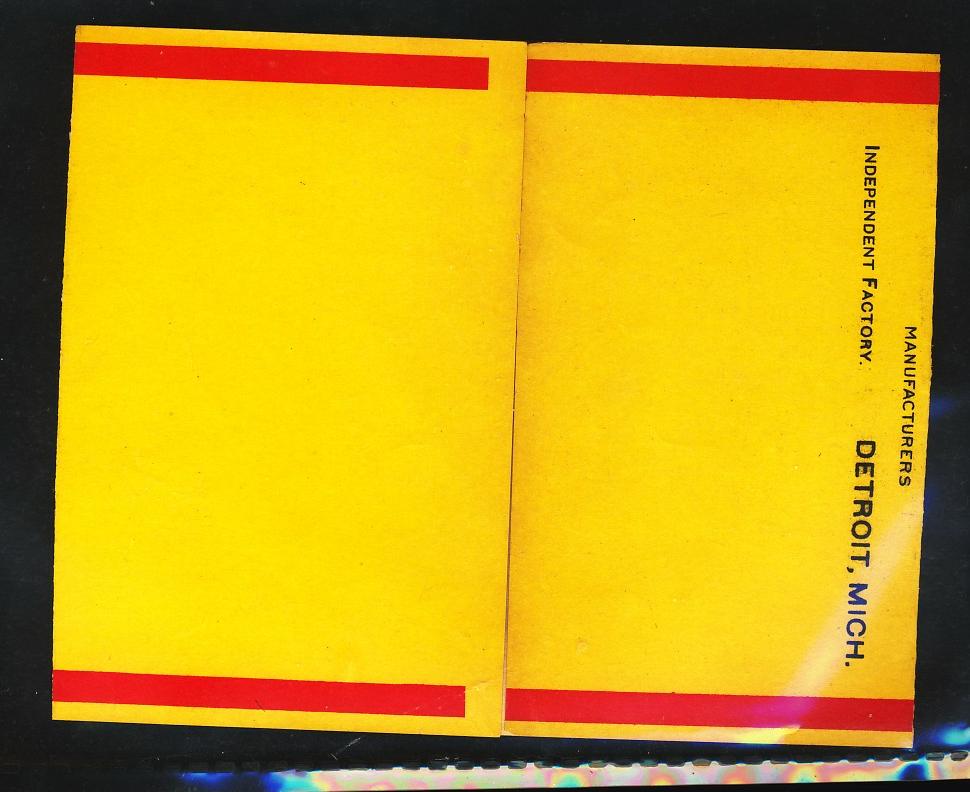 MANUFACTURERS
INDEPENDENT FACTORY. DETROIT, MICH.